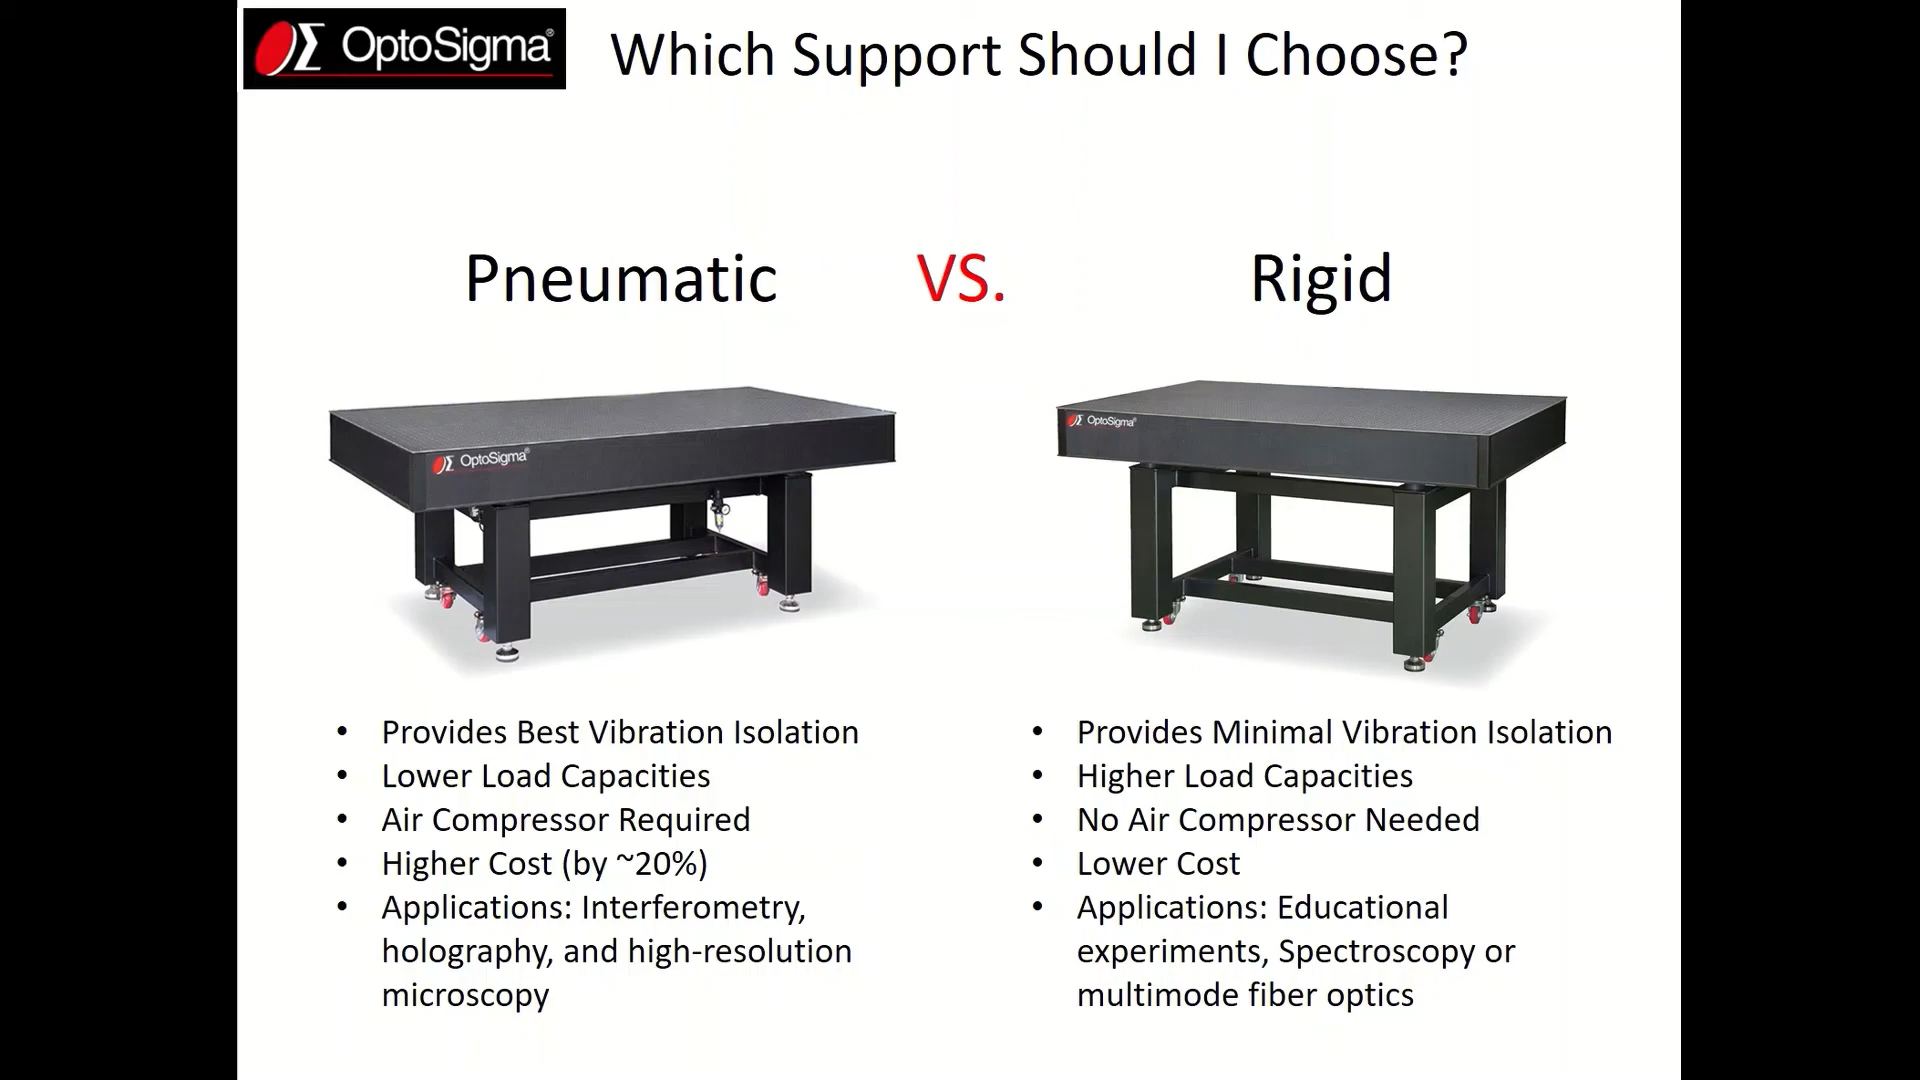 OptoSigma®
Which Support Should I Choose?
Pneumatic
VS.
Rigid
OptoSigma®
OptoSigma®
• Provides Best Vibration Isolation
• Lower Load Capacities
• Air Compressor Required
• Higher Cost (by ~20%)
• Applications: Interferometry,
holography, and high-resolution
microscopy
• Provides Minimal Vibration Isolation
• Higher Load Capacities
• No Air Compressor Needed
• Lower Cost
• Applications: Educational
experiments, Spectroscopy or
multimode fiber optics